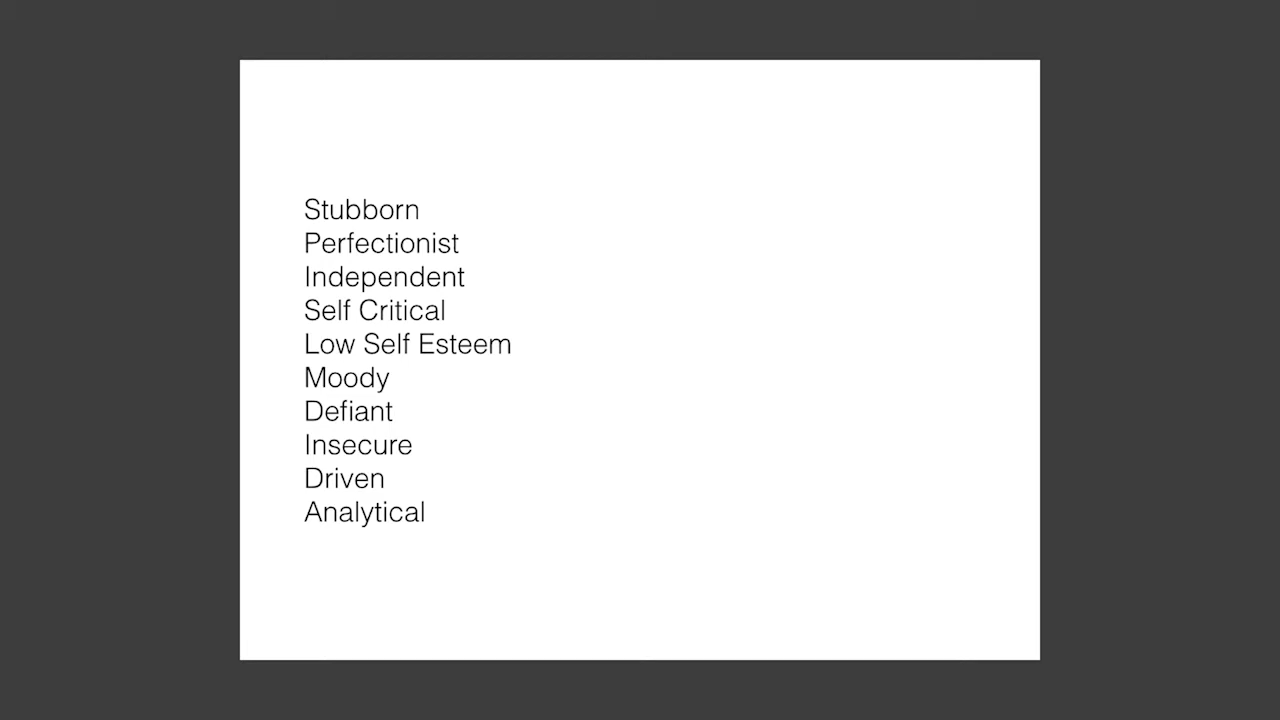 Stubborn
Perfectionist
Independent
Self Critical
Low Self Esteem
Moody
Defiant
Insecure
Driven
Analytical